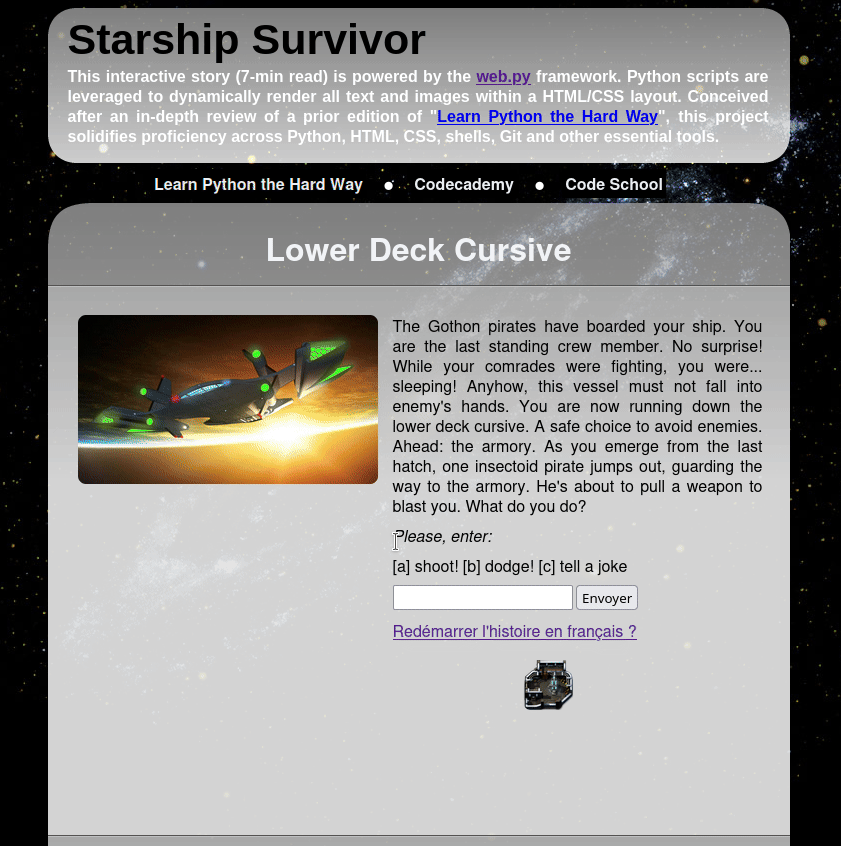 Starship Survivor
This interactive story (7-min read) is powered by the web.py framework. Python scripts are
leveraged to dynamically render all text and images within a HTML/CSS layout. Conceived
after an in-depth review of a prior edition of "Learn Python the Hard Way", this project
solidifies proficiency across Python, HTML, CSS, shells, Git and other essential tools.
Learn Python the Hard Way ● Codecademy ● Code School
Lower Deck Cursive
The Gothon pirates have boarded your ship. You
are the last standing crew member. No surprise!
While your comrades were fighting, you were...
sleeping! Anyhow, this vessel must not fall into
enemy's hands. You are now running down the
lower deck cursive. A safe choice to avoid enemies.
Ahead: the armory. As you emerge from the last
hatch, one insectoid pirate jumps out, guarding the
way to the armory. He's about to pull a weapon to
blast you. What do you do?
Please, enter:
[a] shoot! [b] dodge! [c] tell a joke
Envoyer
Redémarrer l'histoire en français ?